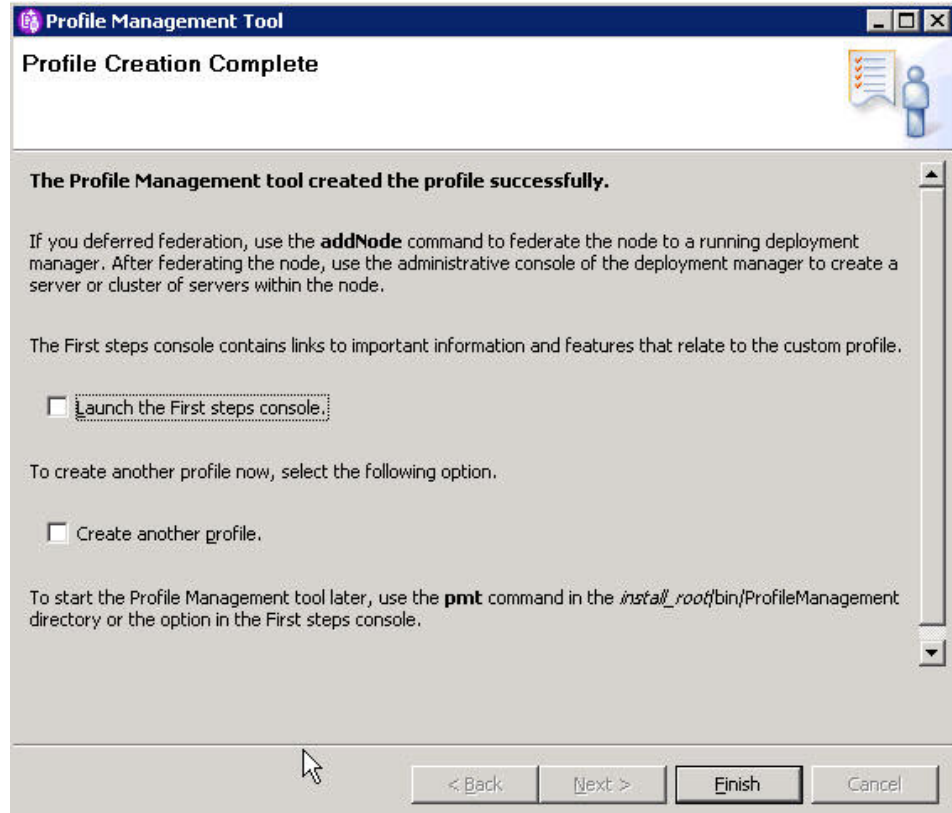 Profile Management Tool
Profile Creation Complete
The Profile Management tool created the profile successfully.
If you deferred federation, use the addNode command to federate the node to a running deployment
manager. After federating the node, use the administrative console of the deployment manager to create a
server or cluster of servers within the node.
The First steps console contains links to important information and features that relate to the custom profile.
Launch the First steps console.
To create another profile now, select the following option.
Create another profile.
To start the Profile Management tool later, use the pmt command in the install_root/bin/ProfileManagement
directory or the option in the First steps console.
< Back Next > Finish Cancel